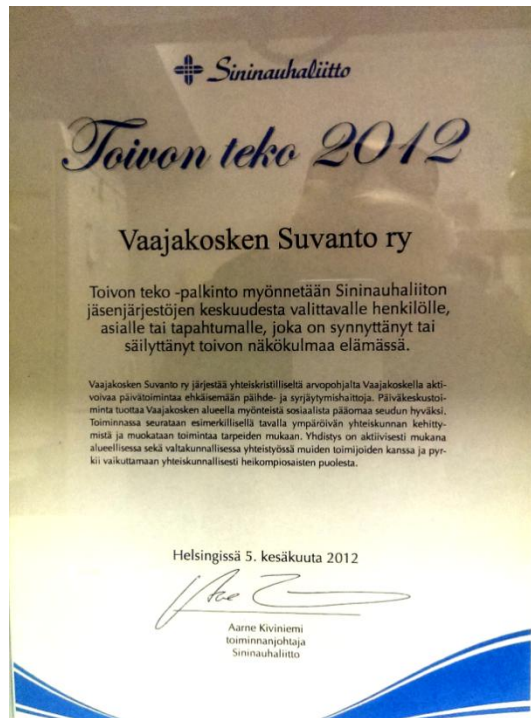 Sininauhaliitto
Toivon teko 2012
Vaajakosken Suvanto ry
Toivon teko -palkinto myönnetään Sininauhaliiton
jäsenjärjestöjen keskuudesta valittavalle henkilölle,
asialle tai tapahtumalle, joka on synnyttänyt tai
säilyttänyt toivon näkökulmaa elämässä.
Vaajakosken Suvanto ry järjestää yhteiskristilliseltä arvopohjalta Vaajakoskella akti-
voivaa päivätoimintaa ehkäisemään päihde- ja syrjäytymishaittoja. Päiväkeskustoi-
minta tuottaa Vaajakosken alueella myönteistä sosiaalista pääomaa seudun hyväksi.
Toiminnassa seurataan esimerkillisellä tavalla ympäröivän yhteiskunnan kehitty-
mistä ja muokataan toimintaa tarpeiden mukaan. Yhdistys on aktiivisesti mukana
alueellisessa sekä valtakunnallisessa yhteistyössä muiden toimijoiden kanssa ja pyr-
kii vaikuttamaan yhteiskunnallisesti heikompiosaisten puolesta.
Helsingissä 5. kesäkuuta 2012
Aarne Kiviniemi
toiminnanjohtaja
Sininauhaliitto